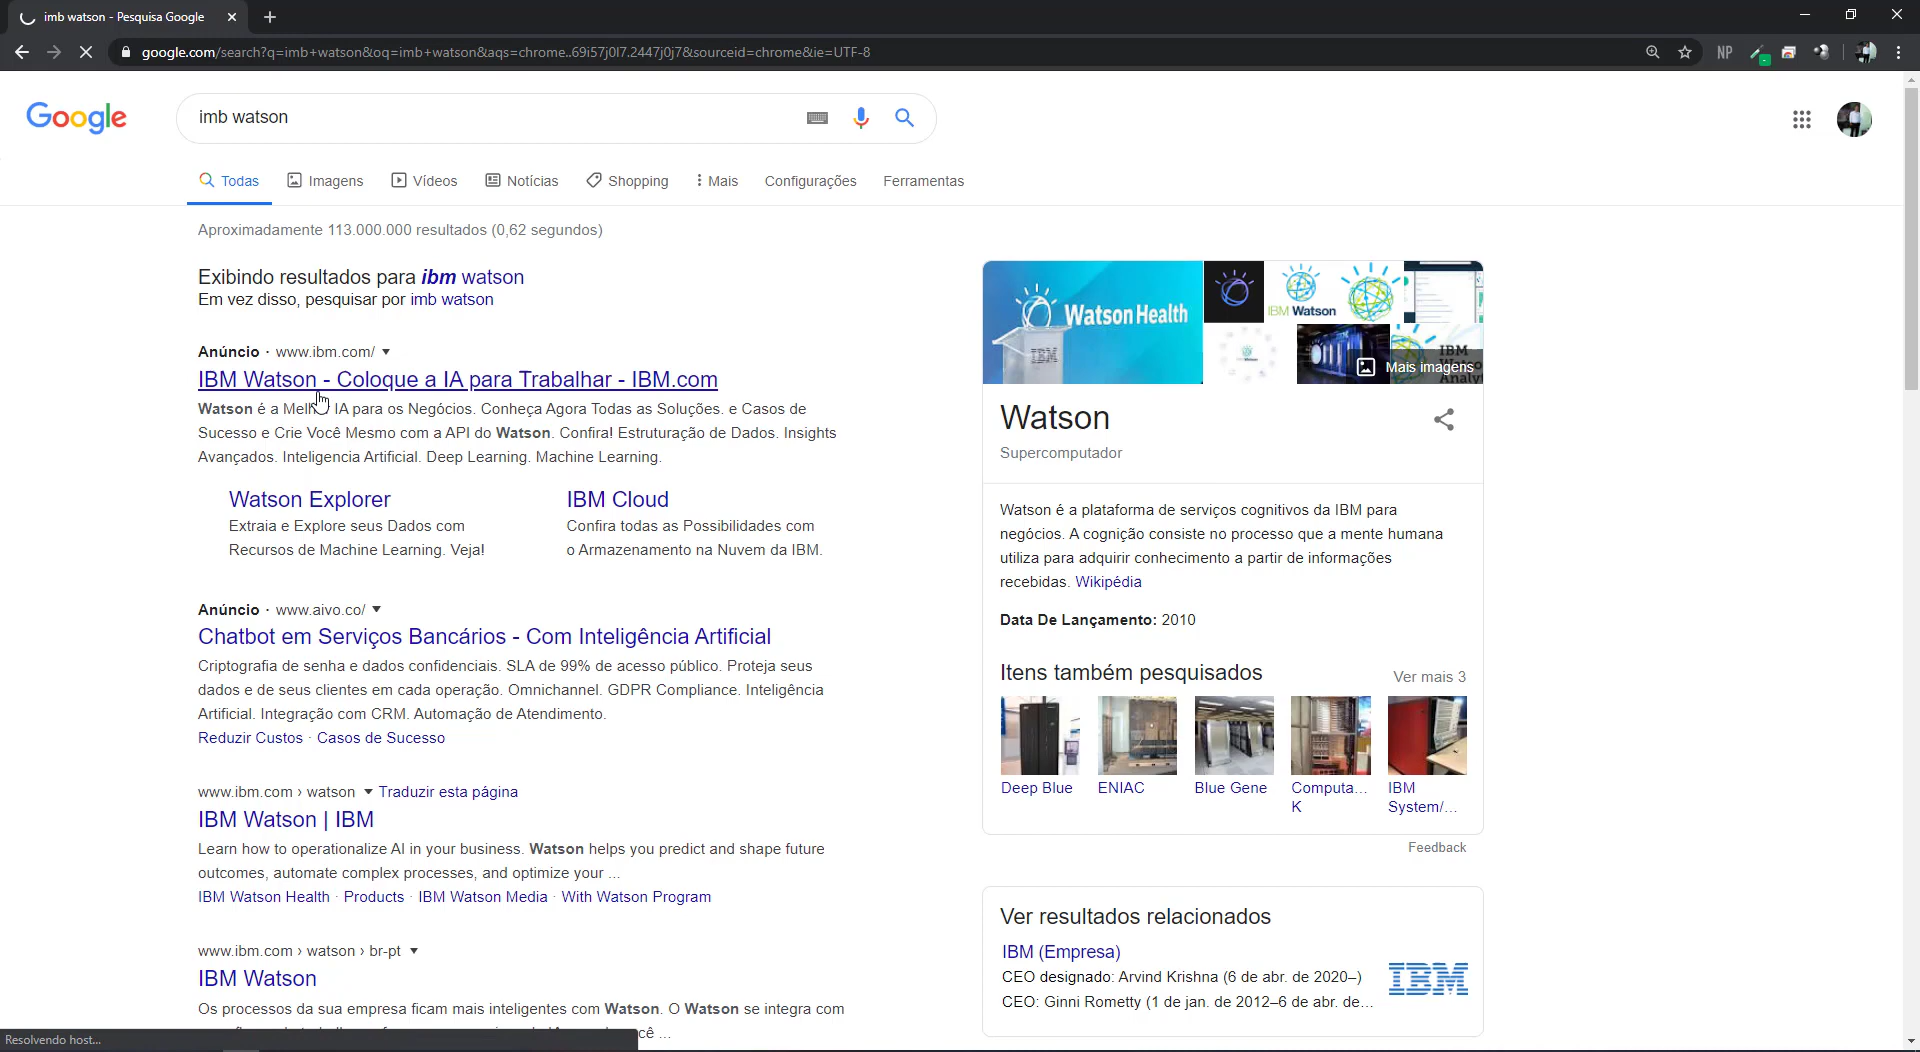 imb watson - Pesquisa Google
google.com/search?q=imb+watson&oq=imb+watson&aqs=chrome..69i57j0l7.2447j0j7&sourceid=chrome&ie=UTF-8
NP
Google
imb watson
Todas
Imagens
Vídeos
Notícias
Shopping
Mais
Configurações
Ferramentas
Aproximadamente 113.000.000 resultados (0,62 segundos)
Exibindo resultados para ibm watson
Em vez disso, pesquisar por imb watson
Anúncio · www.ibm.com/
IBM Watson - Coloque a IA para Trabalhar - IBM.com
Watson é a Melhor IA para os Negócios. Conheça Agora Todas as Soluções. e Casos de
Sucesso e Crie Você Mesmo com a API do Watson. Confira! Estruturação de Dados. Insights
Avançados. Inteligencia Artificial. Deep Learning. Machine Learning.
Watson Explorer
Extraia e Explore seus Dados com
Recursos de Machine Learning. Veja!
IBM Cloud
Confira todas as Possibilidades com
o Armazenamento na Nuvem da IBM.
Anúncio · www.aivo.co/
Chatbot em Serviços Bancários - Com Inteligência Artificial
Criptografia de senha e dados confidenciais. SLA de 99% de acesso público. Proteja seus
dados e de seus clientes em cada operação. Omnichannel. GDPR Compliance. Inteligência
Artificial. Integração com CRM. Automação de Atendimento.
Reduzir Custos · Casos de Sucesso
www.ibm.com › watson Traduzir esta página
IBM Watson | IBM
Learn how to operationalize AI in your business. Watson helps you predict and shape future
outcomes, automate complex processes, and optimize your ...
IBM Watson Health · Products · IBM Watson Media · With Watson Program
www.ibm.com › watson › br-pt
IBM Watson
Os processos da sua empresa ficam mais inteligentes com Watson. O Watson se integra com
Resolvendo host...
Watson Health
IBM
IBM Watson
IBM
Watson
Analyt
Mais imagens
Watson
Supercomputador
Watson é a plataforma de serviços cognitivos da IBM para
negócios. A cognição consiste no processo que a mente humana
utiliza para adquirir conhecimento a partir de informações
recebidas. Wikipédia
Data De Lançamento: 2010
Itens também pesquisados
Ver mais 3
Deep Blue
ENIAC
Blue Gene
Computa...
K
IBM
System/...
Feedback
Ver resultados relacionados
IBM (Empresa)
CEO designado: Arvind Krishna (6 de abr. de 2020–)
CEO: Ginni Rometty (1 de jan. de 2012–6 de abr. de...
IBM